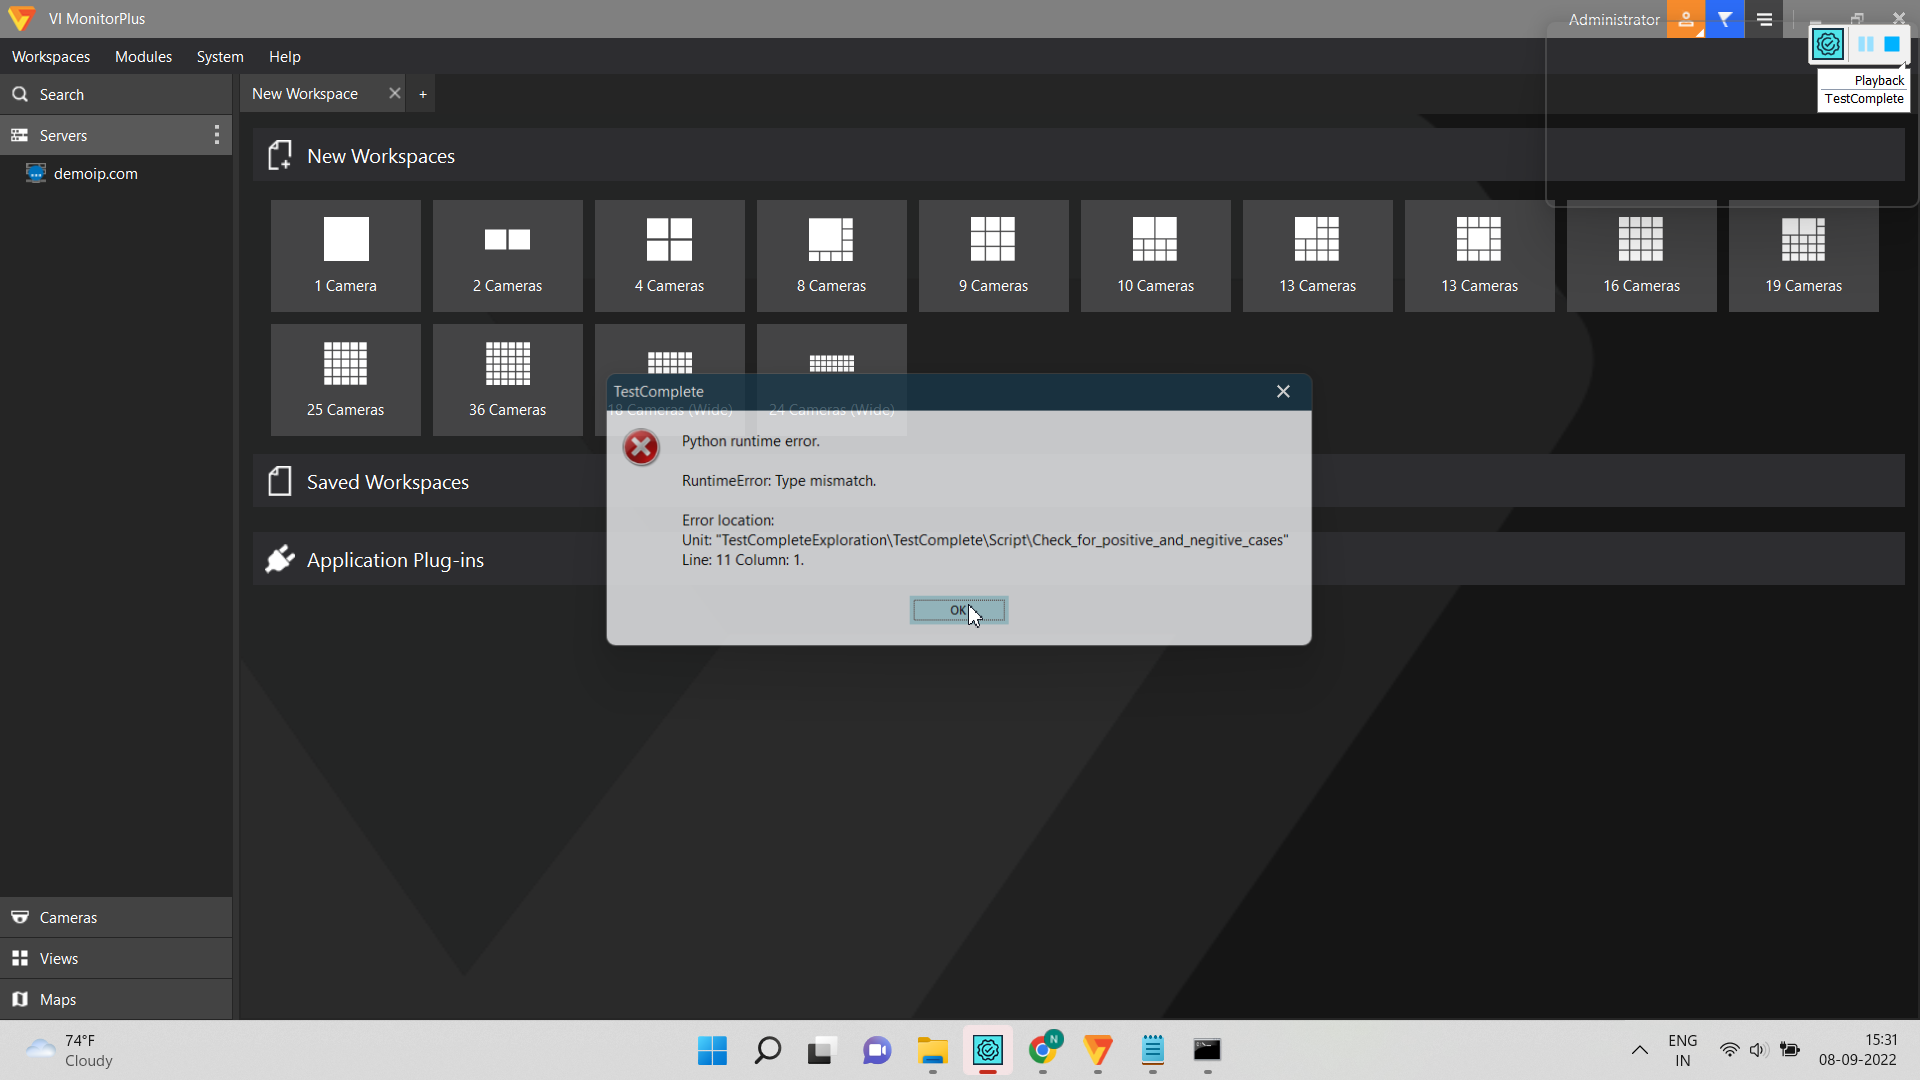 VI MonitorPlus
Administrator
Workspaces Modules System Help
Playback
TestComplete
Search
New Workspace +
Servers
demoip.com
New Workspaces
1 Camera 2 Cameras 4 Cameras 8 Cameras 9 Cameras 10 Cameras 13 Cameras 13 Cameras 16 Cameras 19 Cameras
25 Cameras 36 Cameras 18 Cameras (Wide) 24 Cameras (Wide)
TestComplete
Python runtime error.
RuntimeError: Type mismatch.
Error location:
Unit: "TestCompleteExploration\TestComplete\Script\Check_for_positive_and_negitive_cases"
Line: 11 Column: 1.
OK
Saved Workspaces
Application Plug-ins
Cameras
Views
Maps
74°F
Cloudy
N
ENG
IN
15:31
08-09-2022